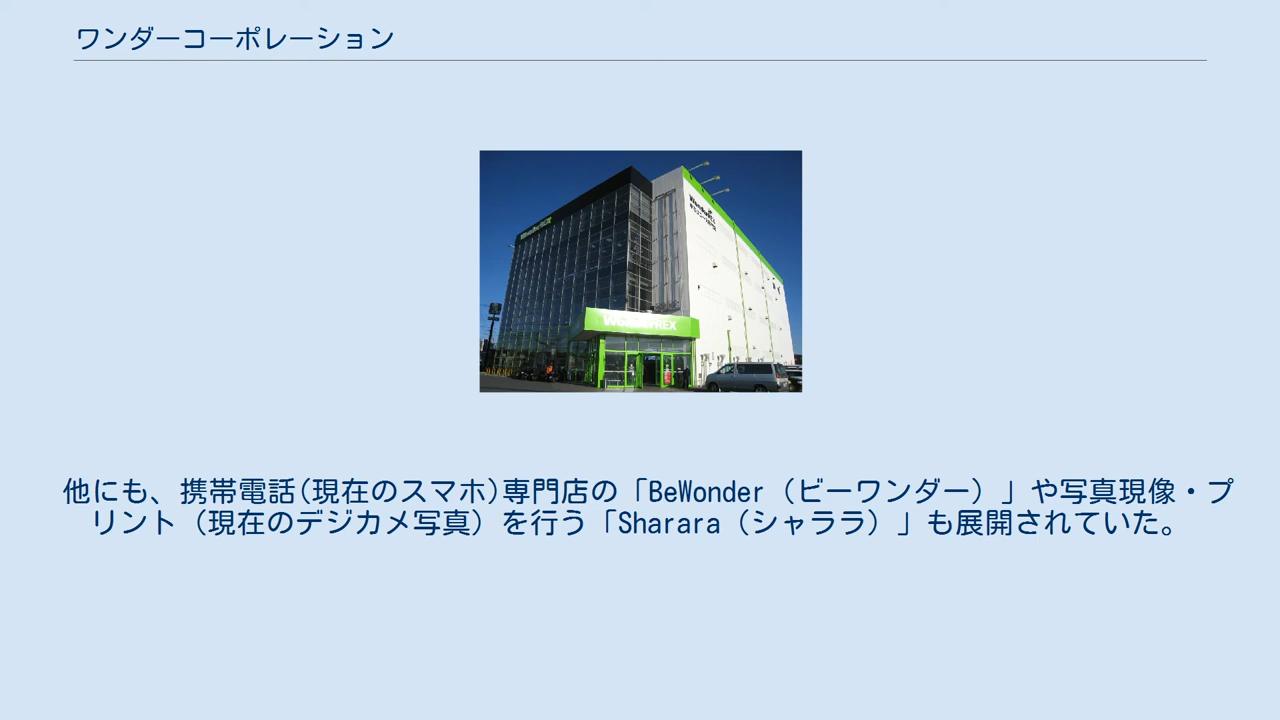 ワンダーコーポレーション
WonderREX
WonderREX
他にも、携帯電話(現在のスマホ)専門店の「BeWonder（ビーワンダー）」や写真現像・プ
リント（現在のデジカメ写真）を行う「Sharara（シャララ）」も展開されていた。